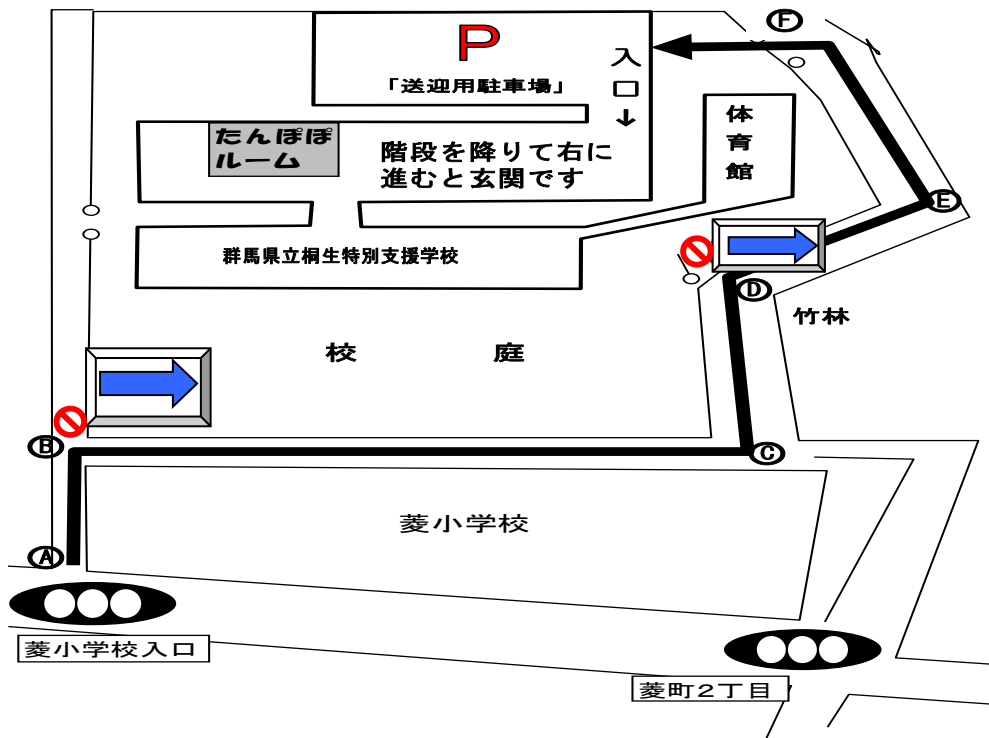 Ⓕ
P
「送迎用駐車場」
入
口
↓
体
育
館
たんぽぽ
ルーム
階段を降りて右に
進むと玄関です
Ⓔ
群馬県立桐生特別支援学校
Ⓓ
竹林
校　庭
Ⓑ
Ⓒ
菱小学校
Ⓐ
菱小学校入口
菱町2丁目